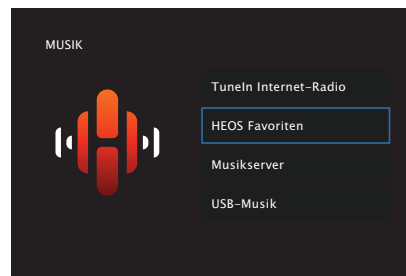 MUSIK
TuneIn Internet-Radio
HEOS Favoriten
Musikserver
USB-Musik